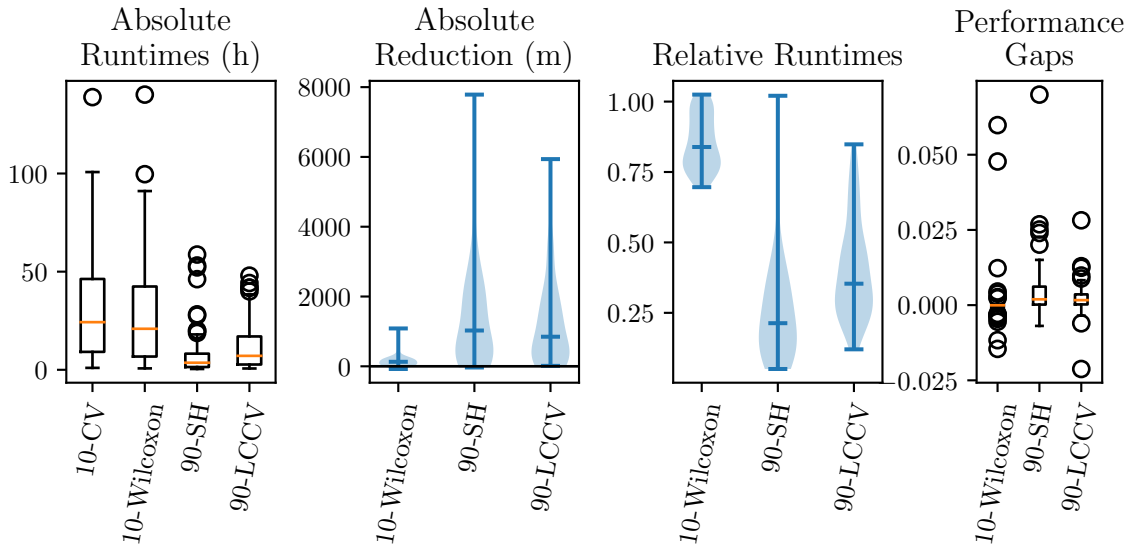 Absolute
Runtimes (h)
100
50
0
10-CV
10-Wilcoxon
90-SH
90-LCCV
Absolute
Reduction (m)
8000
6000
4000
2000
0
10-Wilcoxon
90-SH
90-LCCV
Relative Runtimes
1.00
0.75
0.50
0.25
10-Wilcoxon
90-SH
90-LCCV
Performance
Gaps
0.050
0.025
0.000
−0.025
10-Wilcoxon
90-SH
90-LCCV